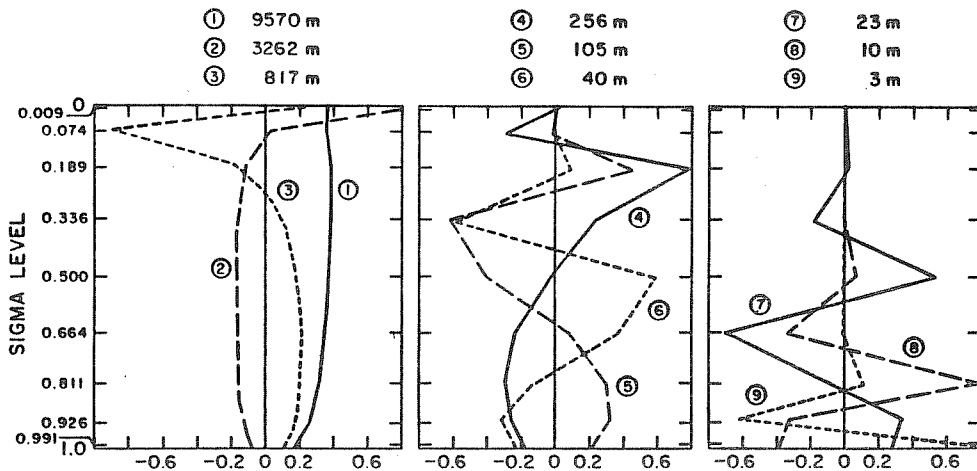 ① 9570 m
② 3262 m
③ 817 m
④ 256 m
⑤ 105 m
⑥ 40 m
⑦ 23 m
⑧ 10 m
⑨ 3 m
SIGMA LEVEL
0
0.009
0.074
0.189
0.336
0.500
0.664
0.811
0.926
0.991
1.0
③
①
②
④
⑥
⑤
⑦
⑧
⑨
-0.6 -0.2 0 0.2 0.6
-0.6 -0.2 0 0.2 0.6
-0.6 -0.2 0 0.2 0.6